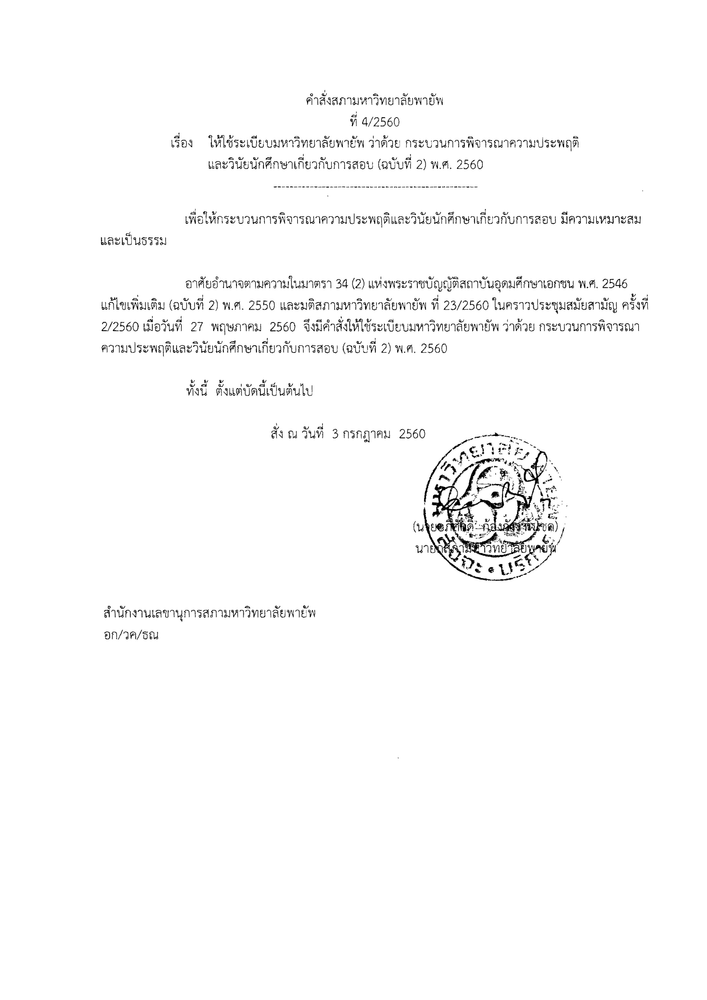 คำสั่งสภามหาวิทยาลัยพายัพ
ที่ 4/2560
เรื่อง ให้ใช้ระเบียบมหาวิทยาลัยพายัพ ว่าด้วย กระบวนการพิจารณาความประพฤติ
และวินัยนักศึกษาเกี่ยวกับการสอบ (ฉบับที่ 2) พ.ศ. 2560
เพื่อให้กระบวนการพิจารณาความประพฤติและวินัยนักศึกษาเกี่ยวกับการสอบ มีความเหมาะสม
และเป็นธรรม
อาศัยอำนาจตามความในมาตรา 34 (2) แห่งพระราชบัญญัติสถาบันอุดมศึกษาเอกชน พ.ศ. 2546
แก้ไขเพิ่มเติม (ฉบับที่ 2) พ.ศ. 2550 และมติสภามหาวิทยาลัยพายัพ ที่ 23/2560 ในคราวประชุมสมัยสามัญ ครั้งที่
2/2560 เมื่อวันที่ 27 พฤษภาคม 2560 จึงมีคำสั่งให้ใช้ระเบียบมหาวิทยาลัยพายัพ ว่าด้วย กระบวนการพิจารณา
ความประพฤติและวินัยนักศึกษาเกี่ยวกับการสอบ (ฉบับที่ 2) พ.ศ. 2560
ทั้งนี้ ตั้งแต่บัดนี้เป็นต้นไป
สั่ง ณ วันที่ 3 กรกฎาคม 2560
มหาวิทยาลัย
นายกสภามหาวิทยาลัยพายัพ
สำนักงานเลขานุการสภามหาวิทยาลัยพายัพ
อก/วค/ธณ